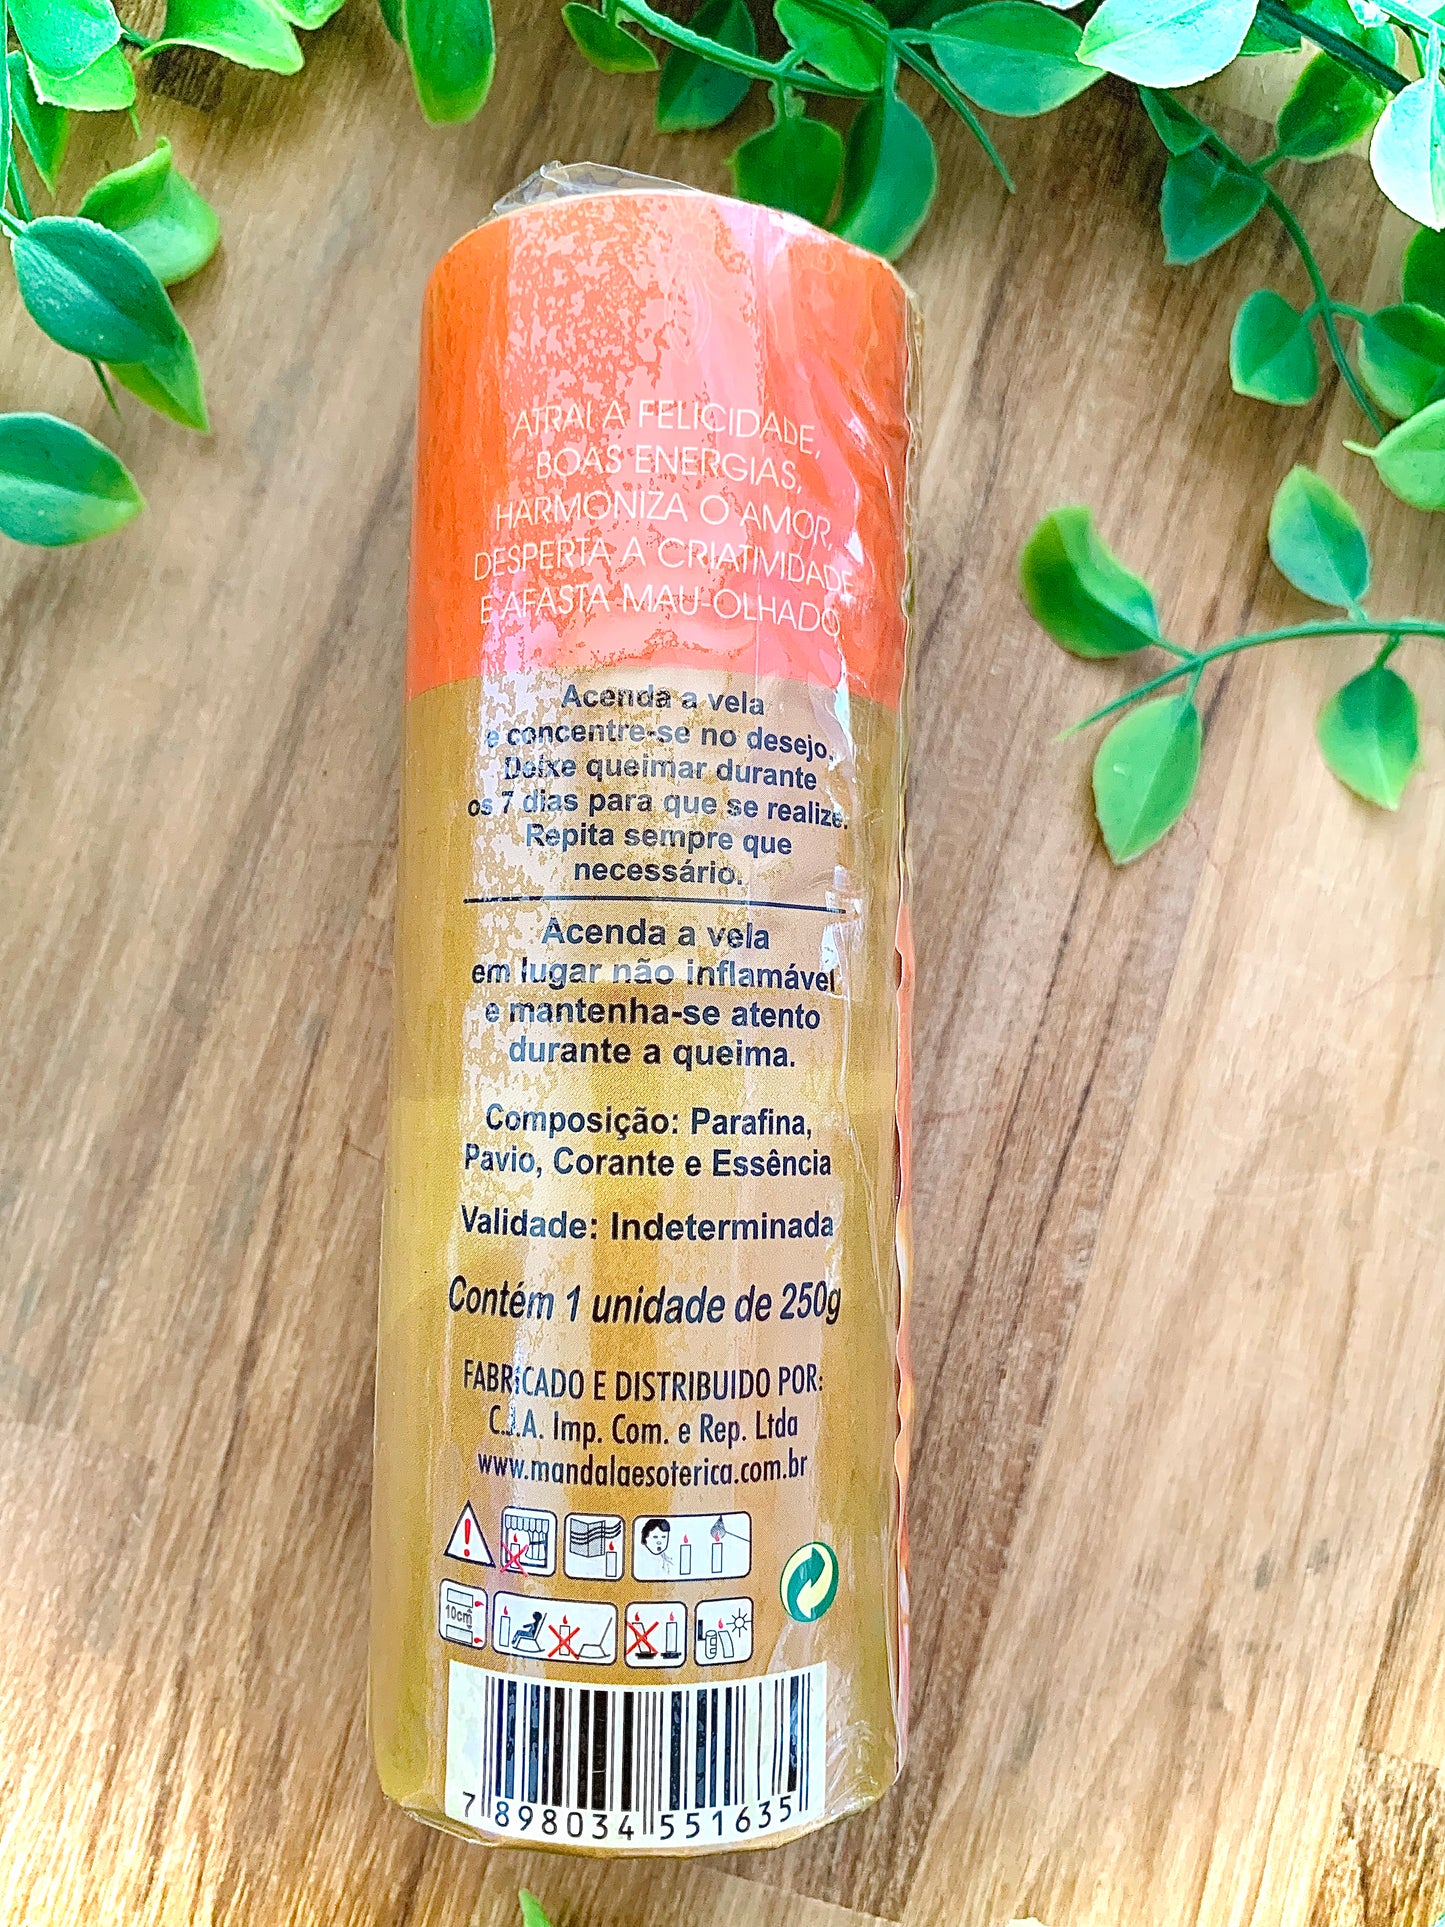 ATRAI A FELICIDADE,
BOAS ENERGIAS,
HARMONIZA O AMOR,
DESPERTA A CRIATIVIDADE
E AFASTA MAU-OLHADO.
Acenda a vela
e concentre-se no desejo.
Deixe queimar durante
os 7 dias para que se realize.
Repita sempre que
necessário.
Acenda a vela
em lugar não inflamável
e mantenha-se atento
durante a queima.
Composição: Parafina,
Pavio, Corante e Essência
Validade: Indeterminada
Contém 1 unidade de 250g
FABRICADO E DISTRIBUIDO POR:
C.J.A. Imp. Com. e Rep. Ltda
www.mandalaesoterica.com.br
10cm
7 898034 551635